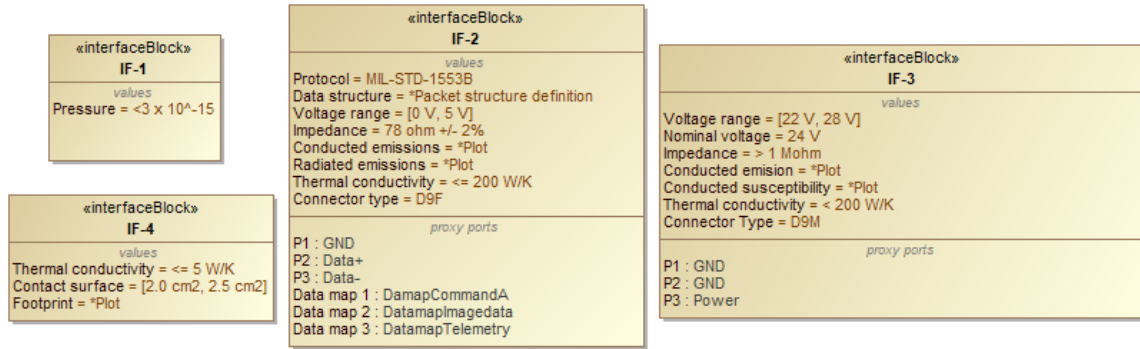 «interfaceBlock»
IF-1
values
Pressure = <3 x 10^-15
«interfaceBlock»
IF-4
values
Thermal conductivity = <= 5 W/K
Contact surface = [2.0 cm2, 2.5 cm2]
Footprint = *Plot
«interfaceBlock»
IF-2
values
Protocol = MIL-STD-1553B
Data structure = *Packet structure definition
Voltage range = [0 V, 5 V]
Impedance = 78 ohm +/- 2%
Conducted emissions = *Plot
Radiated emissions = *Plot
Thermal conductivity = <= 200 W/K
Connector type = D9F
proxy ports
P1 : GND
P2 : Data+
P3 : Data-
Data map 1 : DamapCommandA
Data map 2 : DatamapImagedata
Data map 3 : DatamapTelemetry
«interfaceBlock»
IF-3
values
Voltage range = [22 V, 28 V]
Nominal voltage = 24 V
Impedance = > 1 Mohm
Conducted emision = *Plot
Conducted susceptibility = *Plot
Thermal conductivity = < 200 W/K
Connector Type = D9M
proxy ports
P1 : GND
P2 : GND
P3 : Power